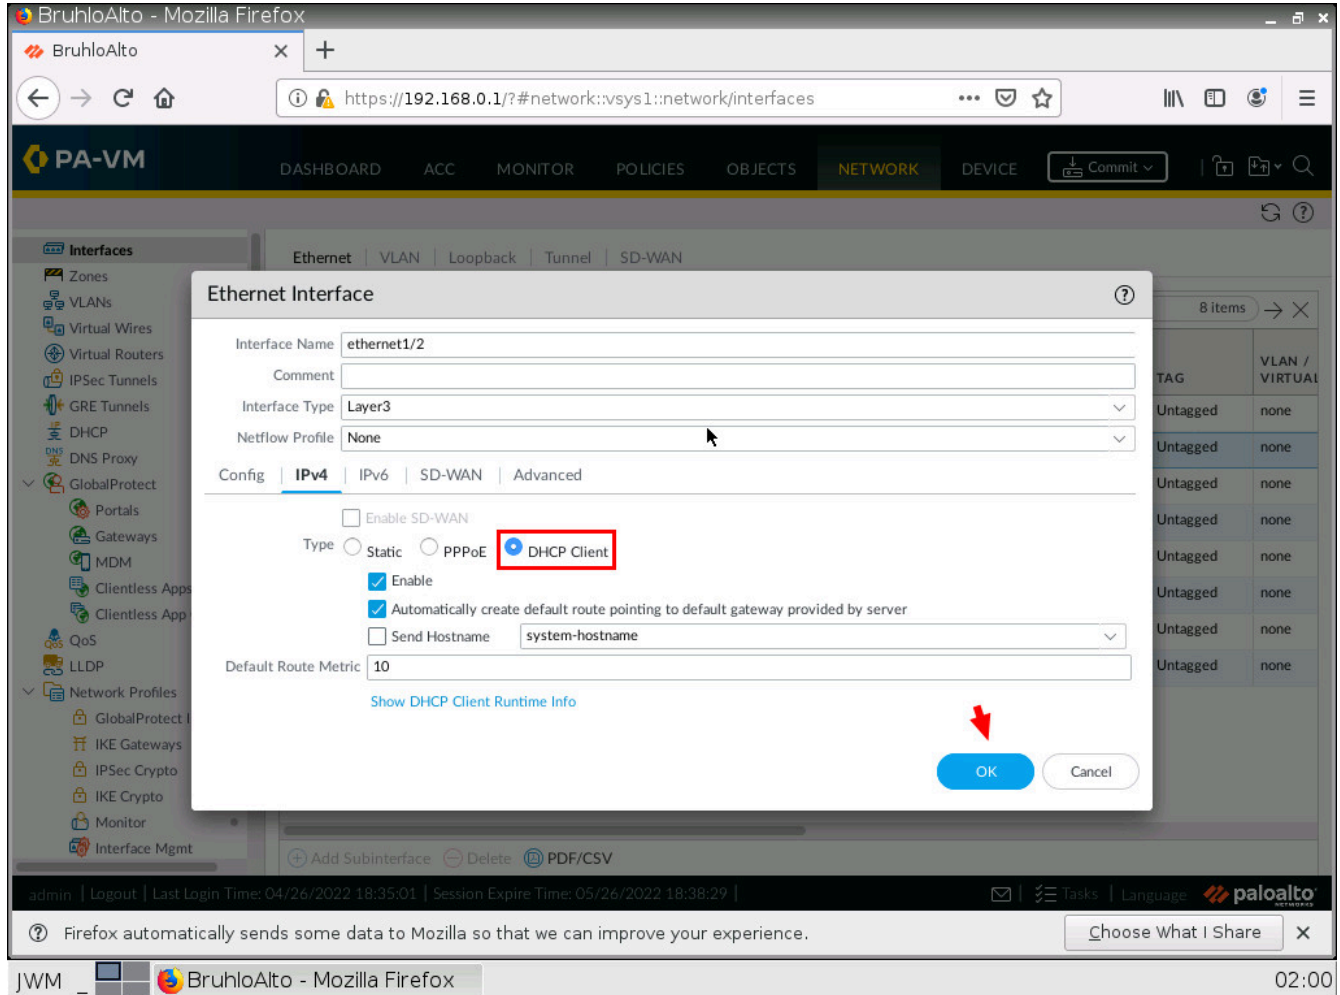 BruhloAlto - Mozilla Firefox
BruhloAlto
https://192.168.0.1/?#network::vsys1::network/interfaces
PA-VM
DASHBOARD ACC MONITOR POLICIES OBJECTS NETWORK DEVICE Commit
Interfaces
Zones
VLANs
Virtual Wires
Virtual Routers
IPSec Tunnels
GRE Tunnels
DHCP
DNS Proxy
GlobalProtect
Portals
Gateways
MDM
Clientless Apps
Clientless App
QoS
LLDP
Network Profiles
GlobalProtect I
IKE Gateways
IPSec Crypto
IKE Crypto
Monitor
Interface Mgmt
Ethernet | VLAN | Loopback | Tunnel | SD-WAN
8 items
TAG
VLAN /
VIRTUAL
Untagged none
Untagged none
Untagged none
Untagged none
Untagged none
Untagged none
Untagged none
Untagged none
Ethernet Interface
Interface Name ethernet1/2
Comment
Interface Type Layer3
Netflow Profile None
Config | IPv4 | IPv6 | SD-WAN | Advanced
Enable SD-WAN
Type Static PPPoE DHCP Client
Enable
Automatically create default route pointing to default gateway provided by server
Send Hostname system-hostname
Default Route Metric 10
Show DHCP Client Runtime Info
OK Cancel
Add Subinterface Delete PDF/CSV
admin | Logout | Last Login Time: 04/26/2022 18:35:01 | Session Expire Time: 05/26/2022 18:38:29 |
Tasks | Language paloalto
NETWORKS
Firefox automatically sends some data to Mozilla so that we can improve your experience.
Choose What I Share
JWM _ BruhloAlto - Mozilla Firefox 02:00